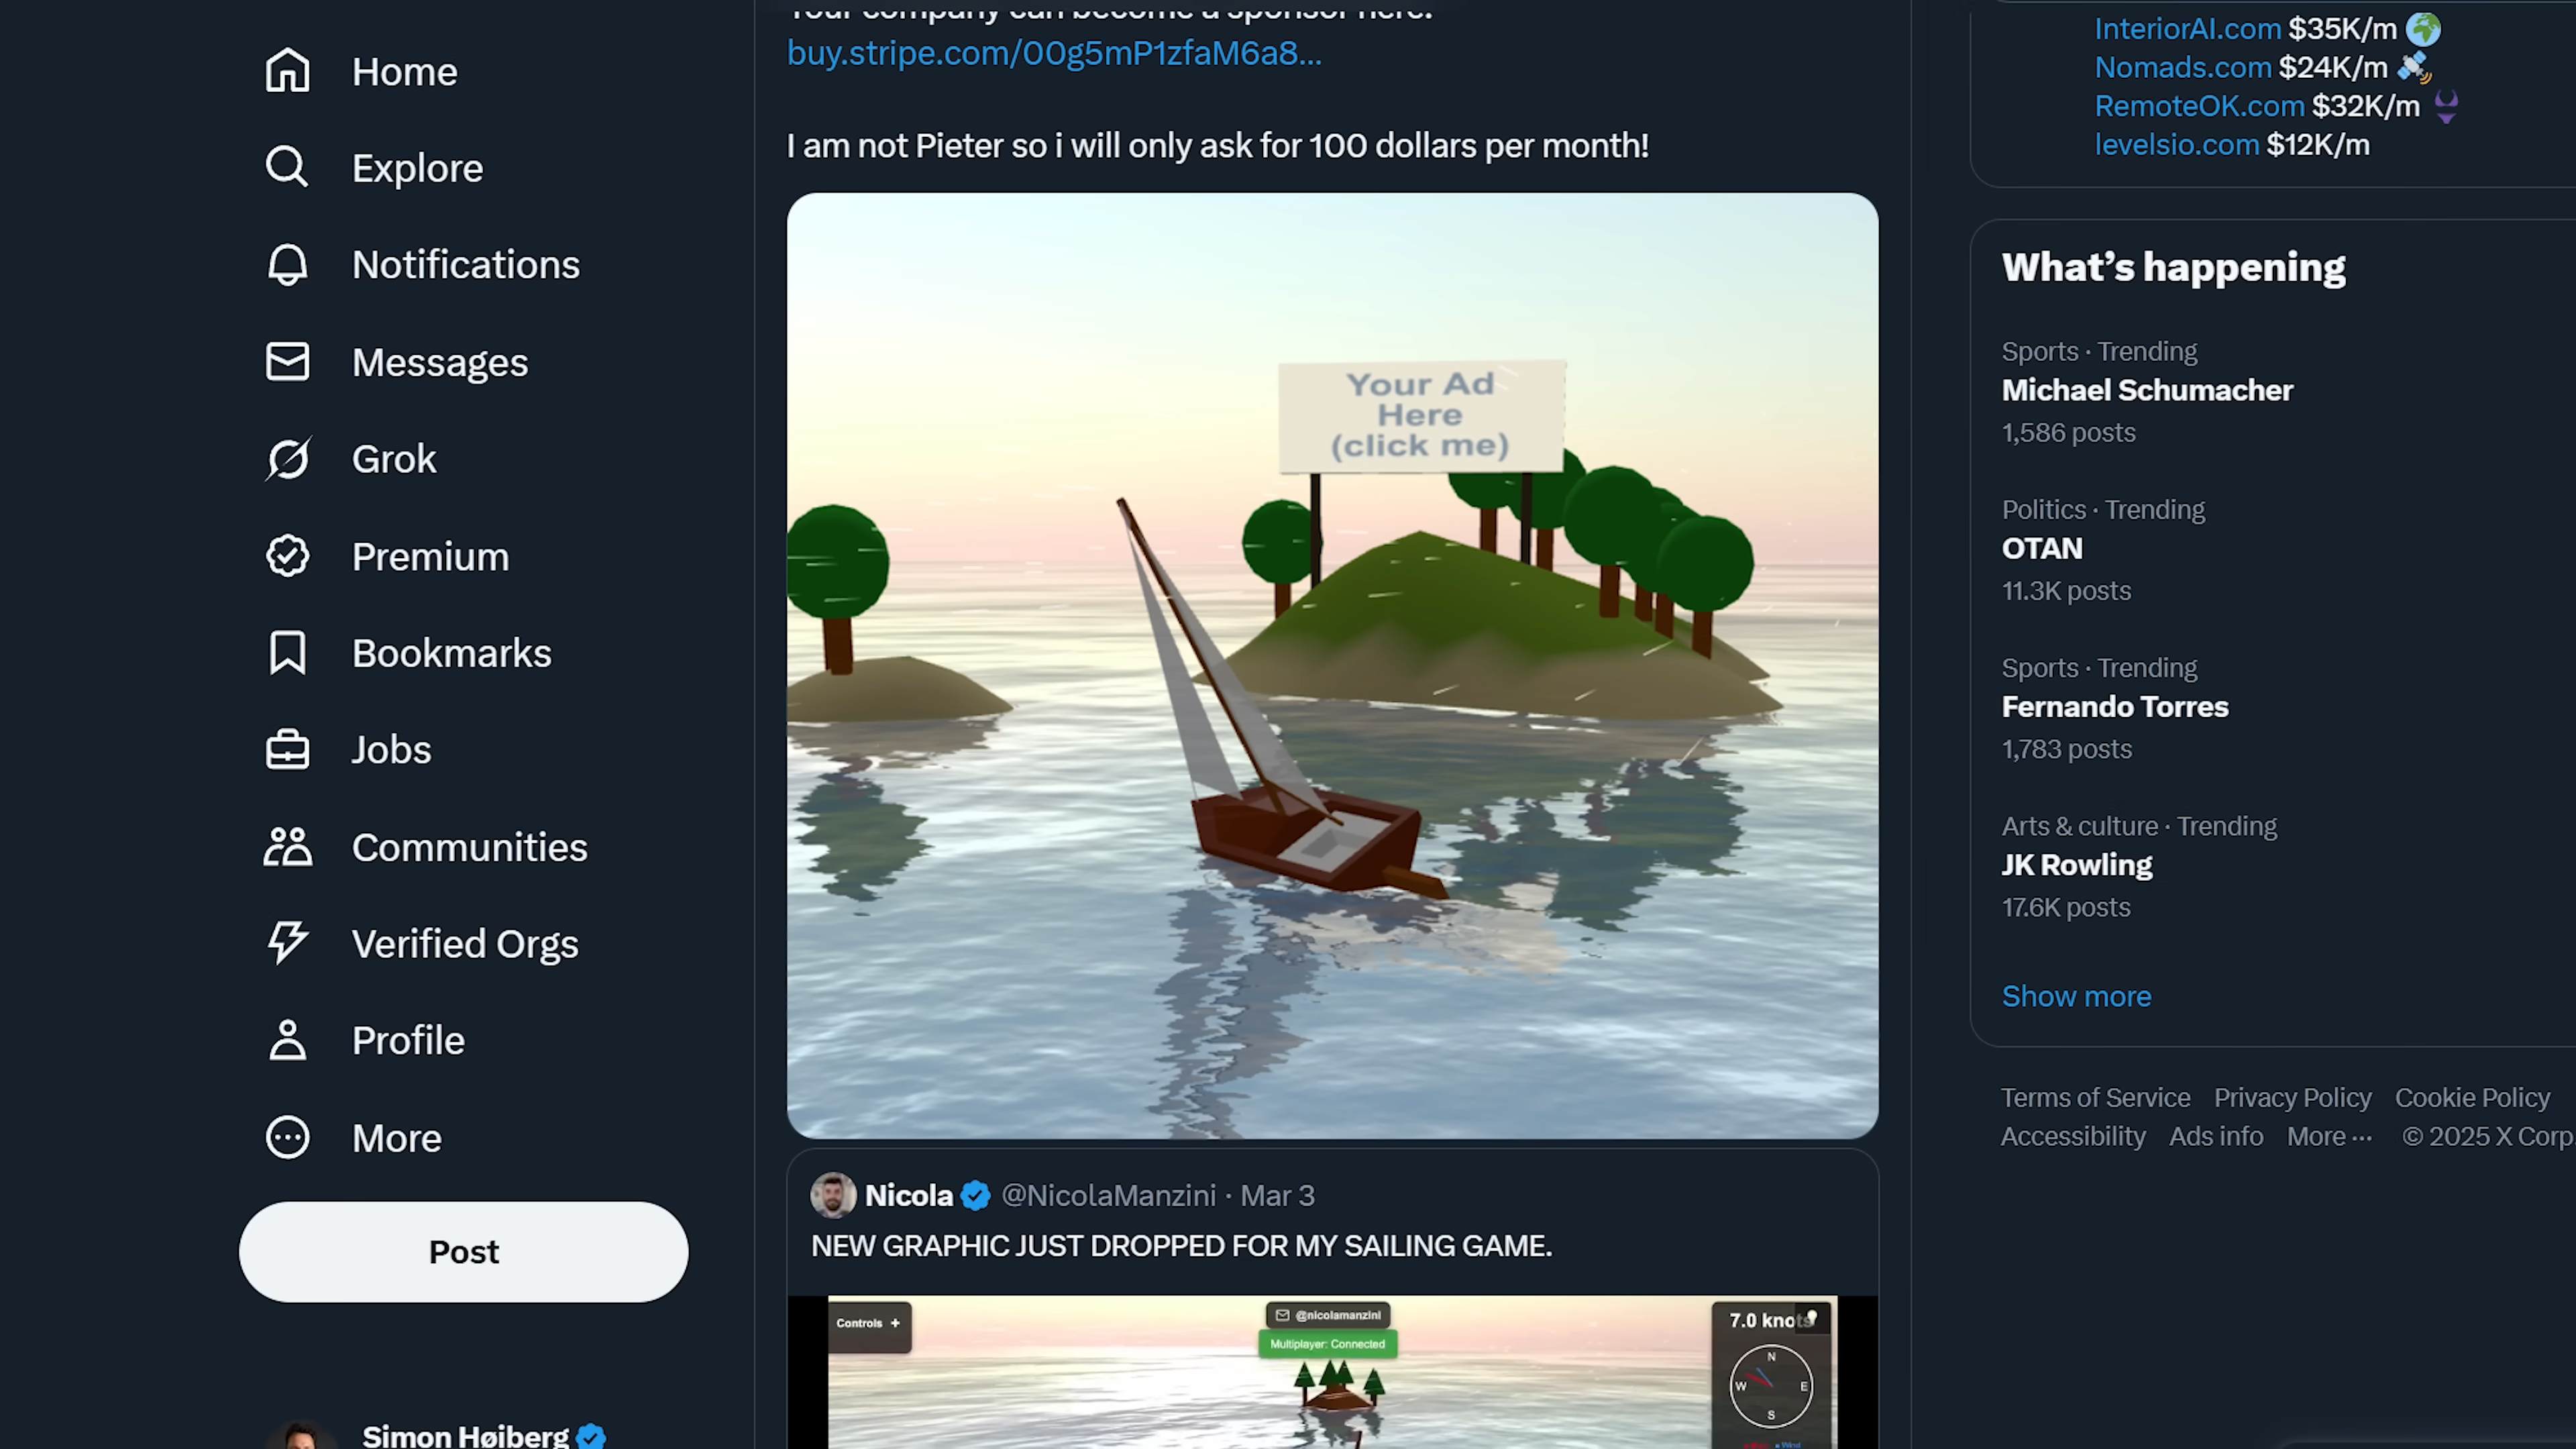 Home
Explore
Notifications
Messages
Grok
Premium
Bookmarks
Jobs
Communities
Verified Orgs
Profile
More
Post
Simon Høiberg
Your company can become a sponsor here.
buy.stripe.com/00g5mP1zfaM6a8...
I am not Pieter so i will only ask for 100 dollars per month!
Your Ad
Here
(click me)
Nicola @NicolaManzini · Mar 3
NEW GRAPHIC JUST DROPPED FOR MY SAILING GAME.
Controls +
@nicolamanzini
Multiplayer: Connected
7.0 knots
N
W E
S
Wind
InteriorAI.com $35K/m
Nomads.com $24K/m
RemoteOK.com $32K/m
levelsio.com $12K/m
What's happening
Sports · Trending
Michael Schumacher
1,586 posts
Politics · Trending
OTAN
11.3K posts
Sports · Trending
Fernando Torres
1,783 posts
Arts & culture · Trending
JK Rowling
17.6K posts
Show more
Terms of Service Privacy Policy Cookie Policy
Accessibility Ads info More ··· © 2025 X Corp